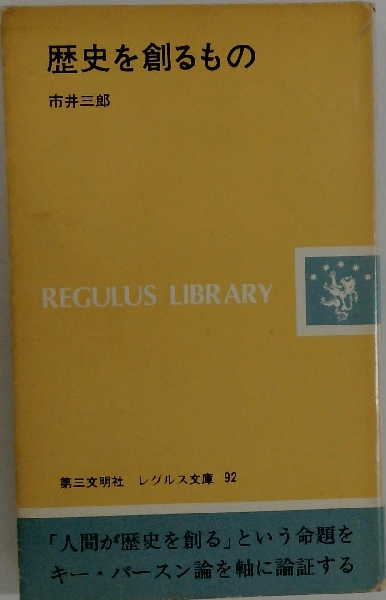 歴史を創るもの
市井三郎
REGULUS LIBRARY
第三文明社 レグルス文庫 92
「人間が歴史を創る」という命題を
キー・パースン論を軸に論証する